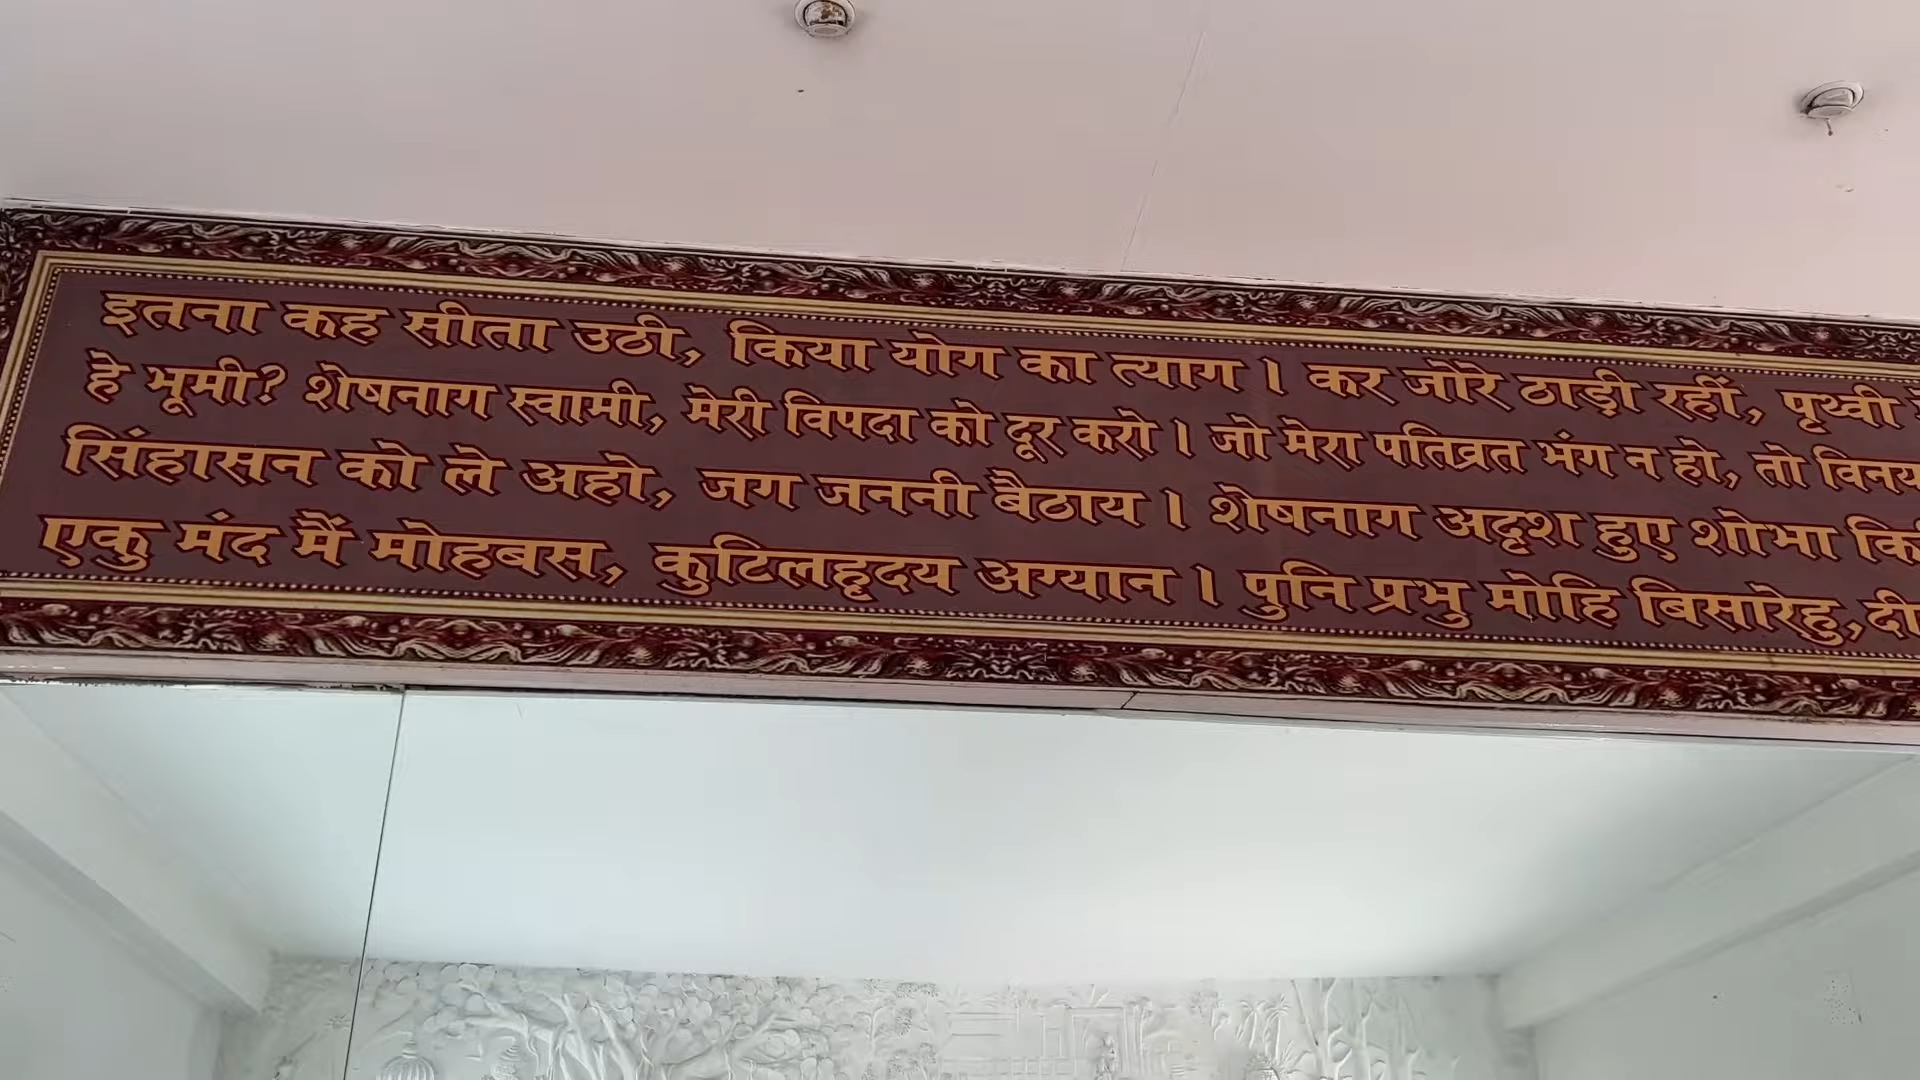 इतना कह सीता उठी, किया योग का त्याग । कर जोरे ठाड़ी रहीं, पृथ्वी
हे भूमी? शेषनाग स्वामी, मेरी विपदा को दूर करो । जो मेरा पतिव्रत भंग न हो, तो विनय
सिंहासन को ले अहो, जग जननी बैठाय । शेषनाग अदृश हुए शोभा
एकु मंद मैं मोहबस, कुटिलहृदय अग्यान । पुनि प्रभु मोहि बिसारेहु,